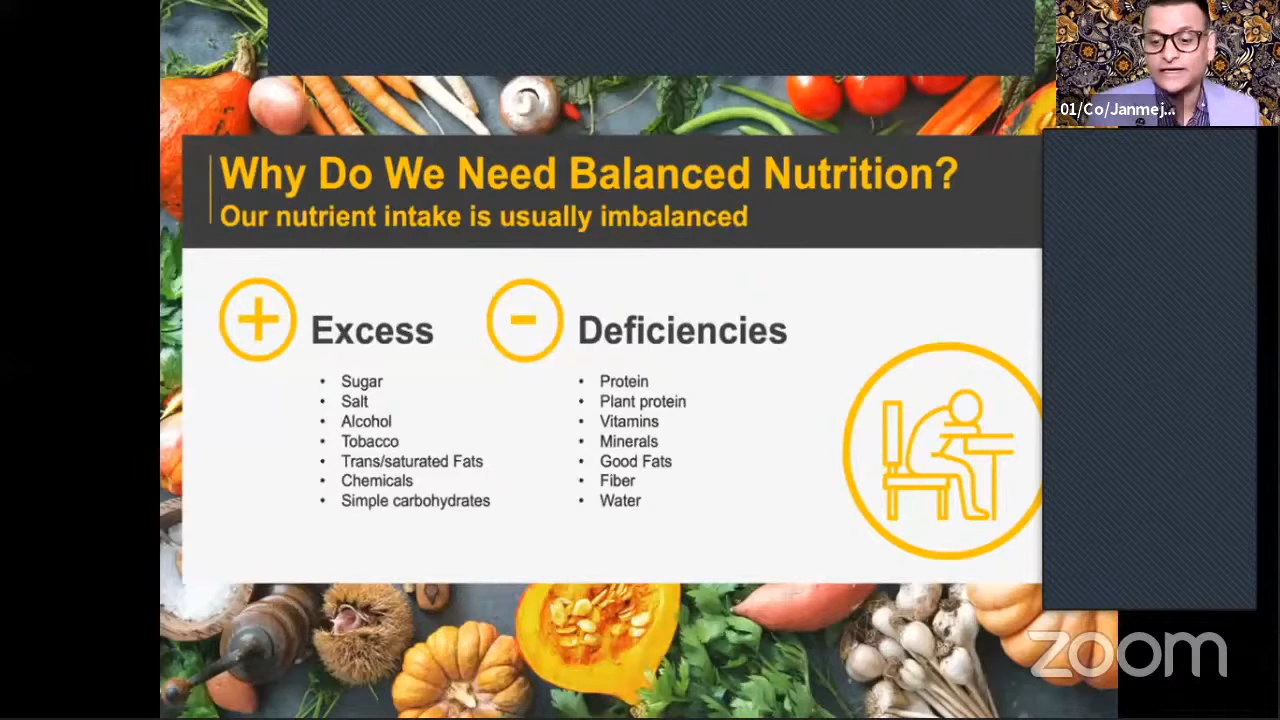 01/Co/Janmej...
Why Do We Need Balanced Nutrition?
Our nutrient intake is usually imbalanced
+ Excess
- Deficiencies
• Sugar
• Salt
• Alcohol
• Tobacco
• Trans/saturated Fats
• Chemicals
• Simple carbohydrates
• Protein
• Plant protein
• Vitamins
• Minerals
• Good Fats
• Fiber
• Water
zoom